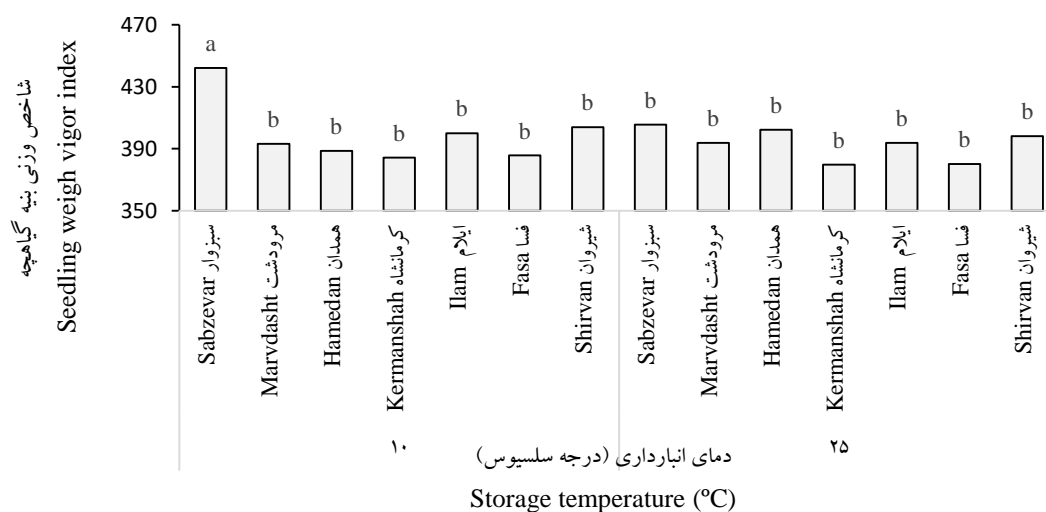 شاخص وزنی بنیه گیاهچه
Seedling weigh vigor index
470
430
390
350
a
b
b
b
b
b
b
b
b
b
b
b
b
b
سبزوار Sabzevar
مرودشت Marvdasht
همدان Hamedan
کرمانشاه Kermanshah
ایلام Ilam
فسا Fasa
شیروان Shirvan
سبزوار Sabzevar
مرودشت Marvdasht
همدان Hamedan
کرمانشاه Kermanshah
ایلام Ilam
فسا Fasa
شیروان Shirvan
۱۰
۲۵
دمای انبارداری (درجه سلسیوس)
Storage temperature (ºC)